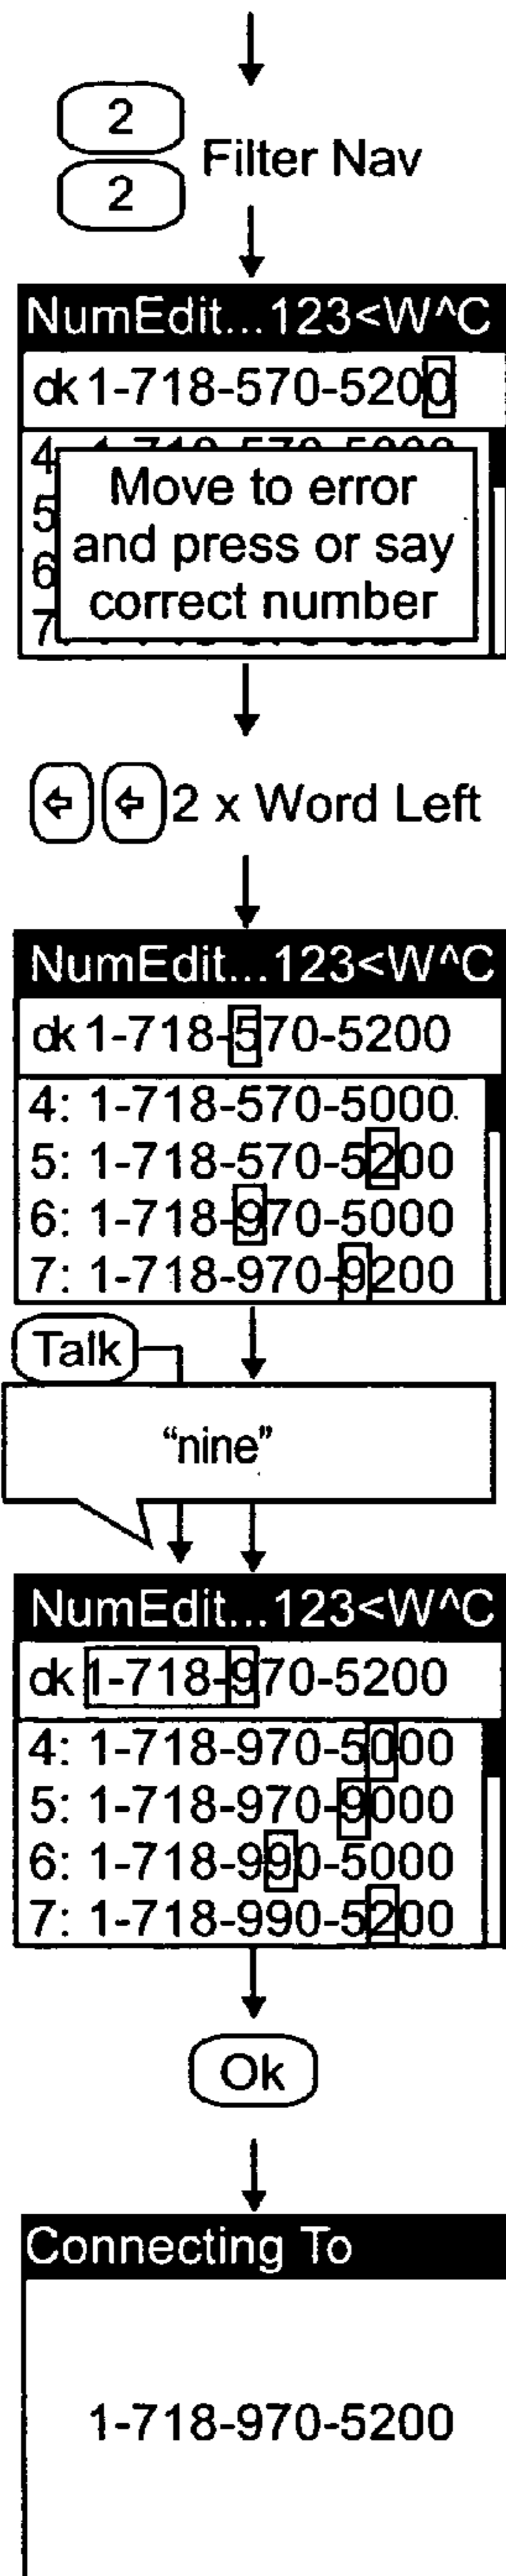 2
2
Filter Nav
NumEdit...123<W^C
dk 1-718-570-5200
4
5
6
7
Move to error
and press or say
correct number
2 x Word Left
NumEdit...123<W^C
dk 1-718-570-5200
4: 1-718-570-5000
5: 1-718-570-5200
6: 1-718-970-5000
7: 1-718-970-9200
Talk
“nine”
NumEdit...123<W^C
dk 1-718-970-5200
4: 1-718-970-5000
5: 1-718-970-9000
6: 1-718-990-5000
7: 1-718-990-5200
Ok
Connecting To
1-718-970-5200